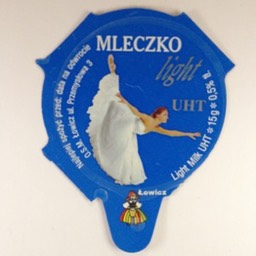 MLECZKO
light
UHT
Najlepiej spożyć przed: data na odwrocie
O.S.M. Łowicz ul. Przemysłowa 3
Light Milk UHT * 15g * 0,5% tł.
Łowicz